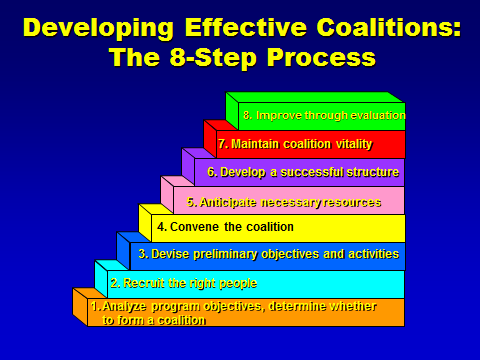 Developing Effective Coalitions:
The 8-Step Process
8. Improve through evaluation
7. Maintain coalition vitality
6. Develop a successful structure
5. Anticipate necessary resources
4. Convene the coalition
3. Devise preliminary objectives and activities
2. Recruit the right people
1. Analyze program objectives, determine whether
to form a coalition